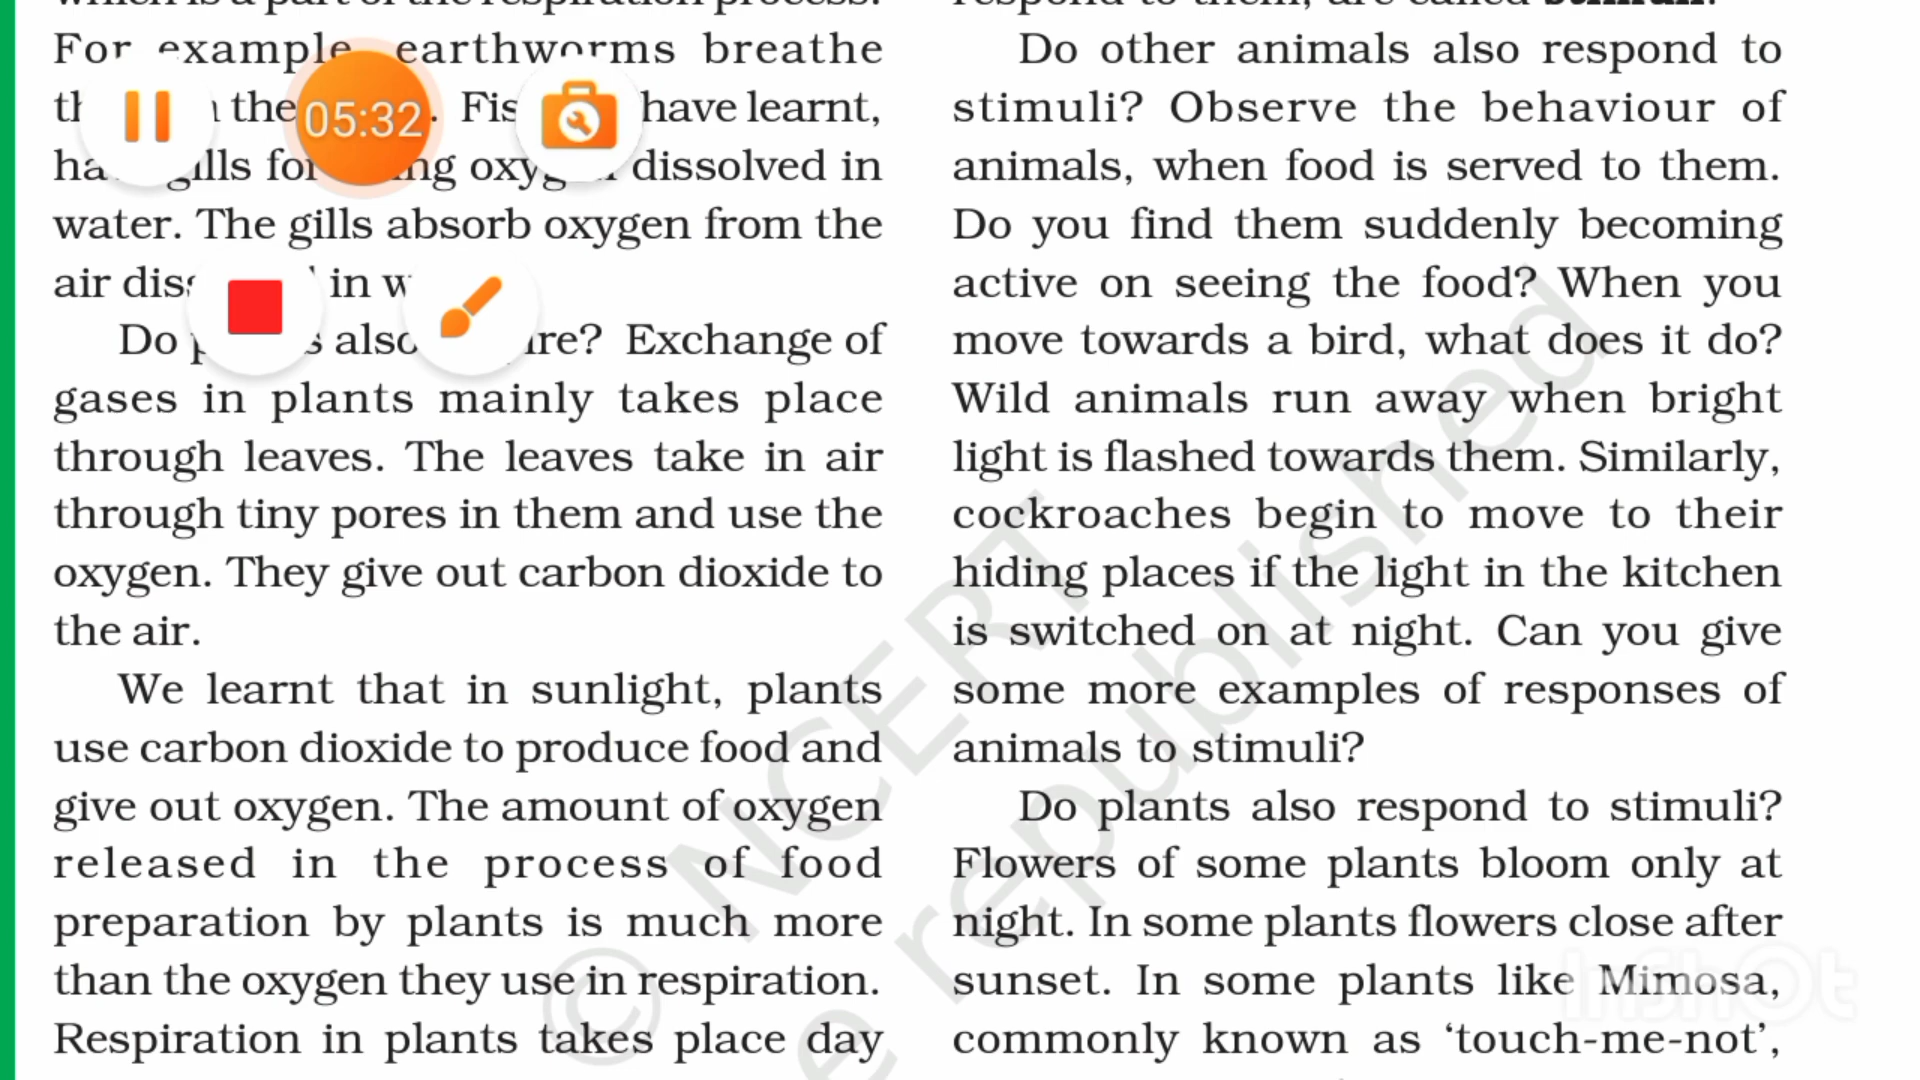 For example, earthworms breathe
the . have learnt,
oxygen dissolved in
water. The gills absorb oxygen from the
air in
Do also Exchange of
gases in plants mainly takes place
through leaves. The leaves take in air
through tiny pores in them and use the
oxygen. They give out carbon dioxide to
the air.
We learnt that in sunlight, plants
use carbon dioxide to produce food and
give out oxygen. The amount of oxygen
released in the process of food
preparation by plants is much more
than the oxygen they use in respiration.
Respiration in plants takes place day
05:32
Do other animals also respond to
stimuli? Observe the behaviour of
animals, when food is served to them.
Do you find them suddenly becoming
active on seeing the food? When you
move towards a bird, what does it do?
Wild animals run away when bright
light is flashed towards them. Similarly,
cockroaches begin to move to their
hiding places if the light in the kitchen
is switched on at night. Can you give
some more examples of responses of
animals to stimuli?
Do plants also respond to stimuli?
Flowers of some plants bloom only at
night. In some plants flowers close after
sunset. In some plants like Mimosa,
commonly known as ‘touch-me-not’,
© NCERT
republished
InShOt